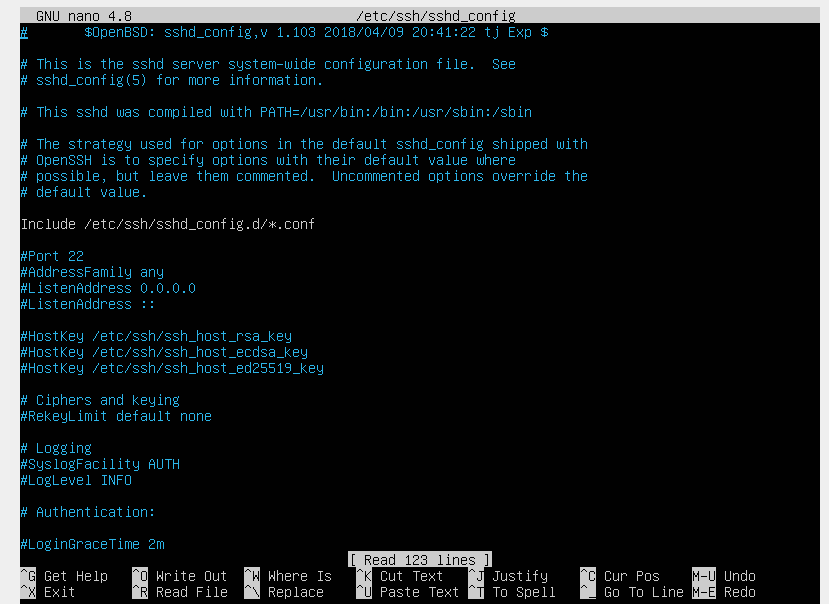 GNU nano 4.8 /etc/ssh/sshd_config
# $OpenBSD: sshd_config,v 1.103 2018/04/09 20:41:22 tj Exp $
# This is the sshd server system-wide configuration file. See
# sshd_config(5) for more information.
# This sshd was compiled with PATH=/usr/bin:/bin:/usr/sbin:/sbin
# The strategy used for options in the default sshd_config shipped with
# OpenSSH is to specify options with their default value where
# possible, but leave them commented. Uncommented options override the
# default value.
Include /etc/ssh/sshd_config.d/*.conf
#Port 22
#AddressFamily any
#ListenAddress 0.0.0.0
#ListenAddress ::
#HostKey /etc/ssh/ssh_host_rsa_key
#HostKey /etc/ssh/ssh_host_ecdsa_key
#HostKey /etc/ssh/ssh_host_ed25519_key
# Ciphers and keying
#RekeyLimit default none
# Logging
#SyslogFacility AUTH
#LogLevel INFO
# Authentication:
#LoginGraceTime 2m
[ Read 123 lines ]
^G Get Help ^O Write Out ^W Where Is ^K Cut Text ^J Justify ^C Cur Pos M-U Undo
^X Exit ^R Read File ^\ Replace ^U Paste Text ^T To Spell ^_ Go To Line M-E Redo